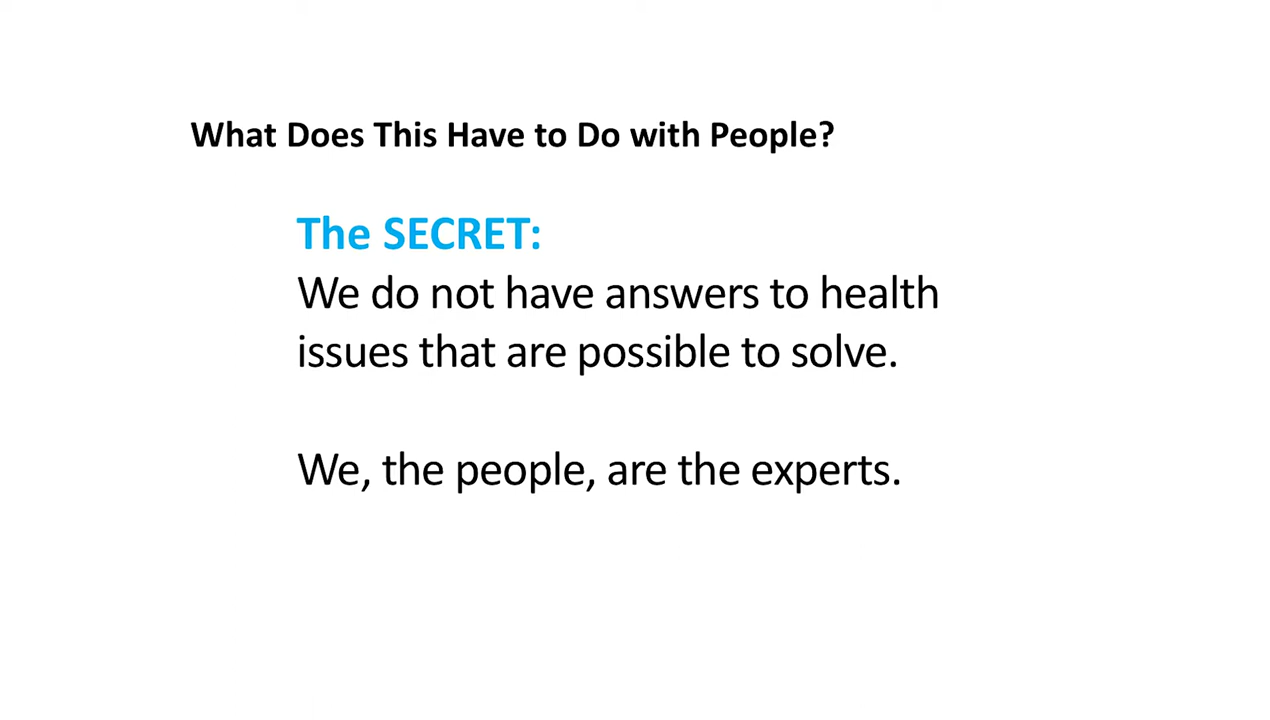 What Does This Have to Do with People?
The SECRET:
We do not have answers to health
issues that are possible to solve.
We, the people, are the experts.